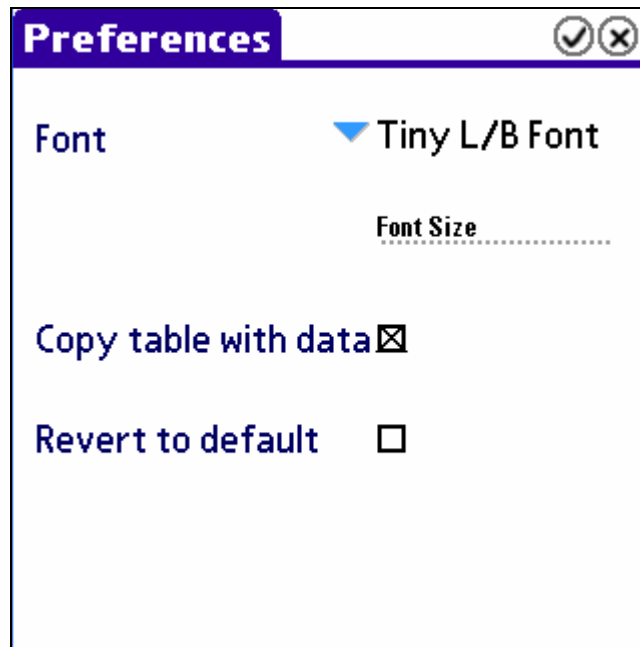 Preferences
Font
Tiny L/B Font
Font Size
Copy table with data
Revert to default